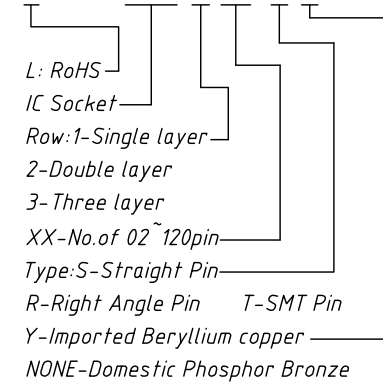 L: RoHS
IC Socket
Row:1-Single layer
2-Double layer
3-Three layer
XX-No.of 02~120pin
Type:S-Straight Pin
R-Right Angle Pin T-SMT Pin
Y-Imported Beryllium copper
NONE-Domestic Phosphor Bronze